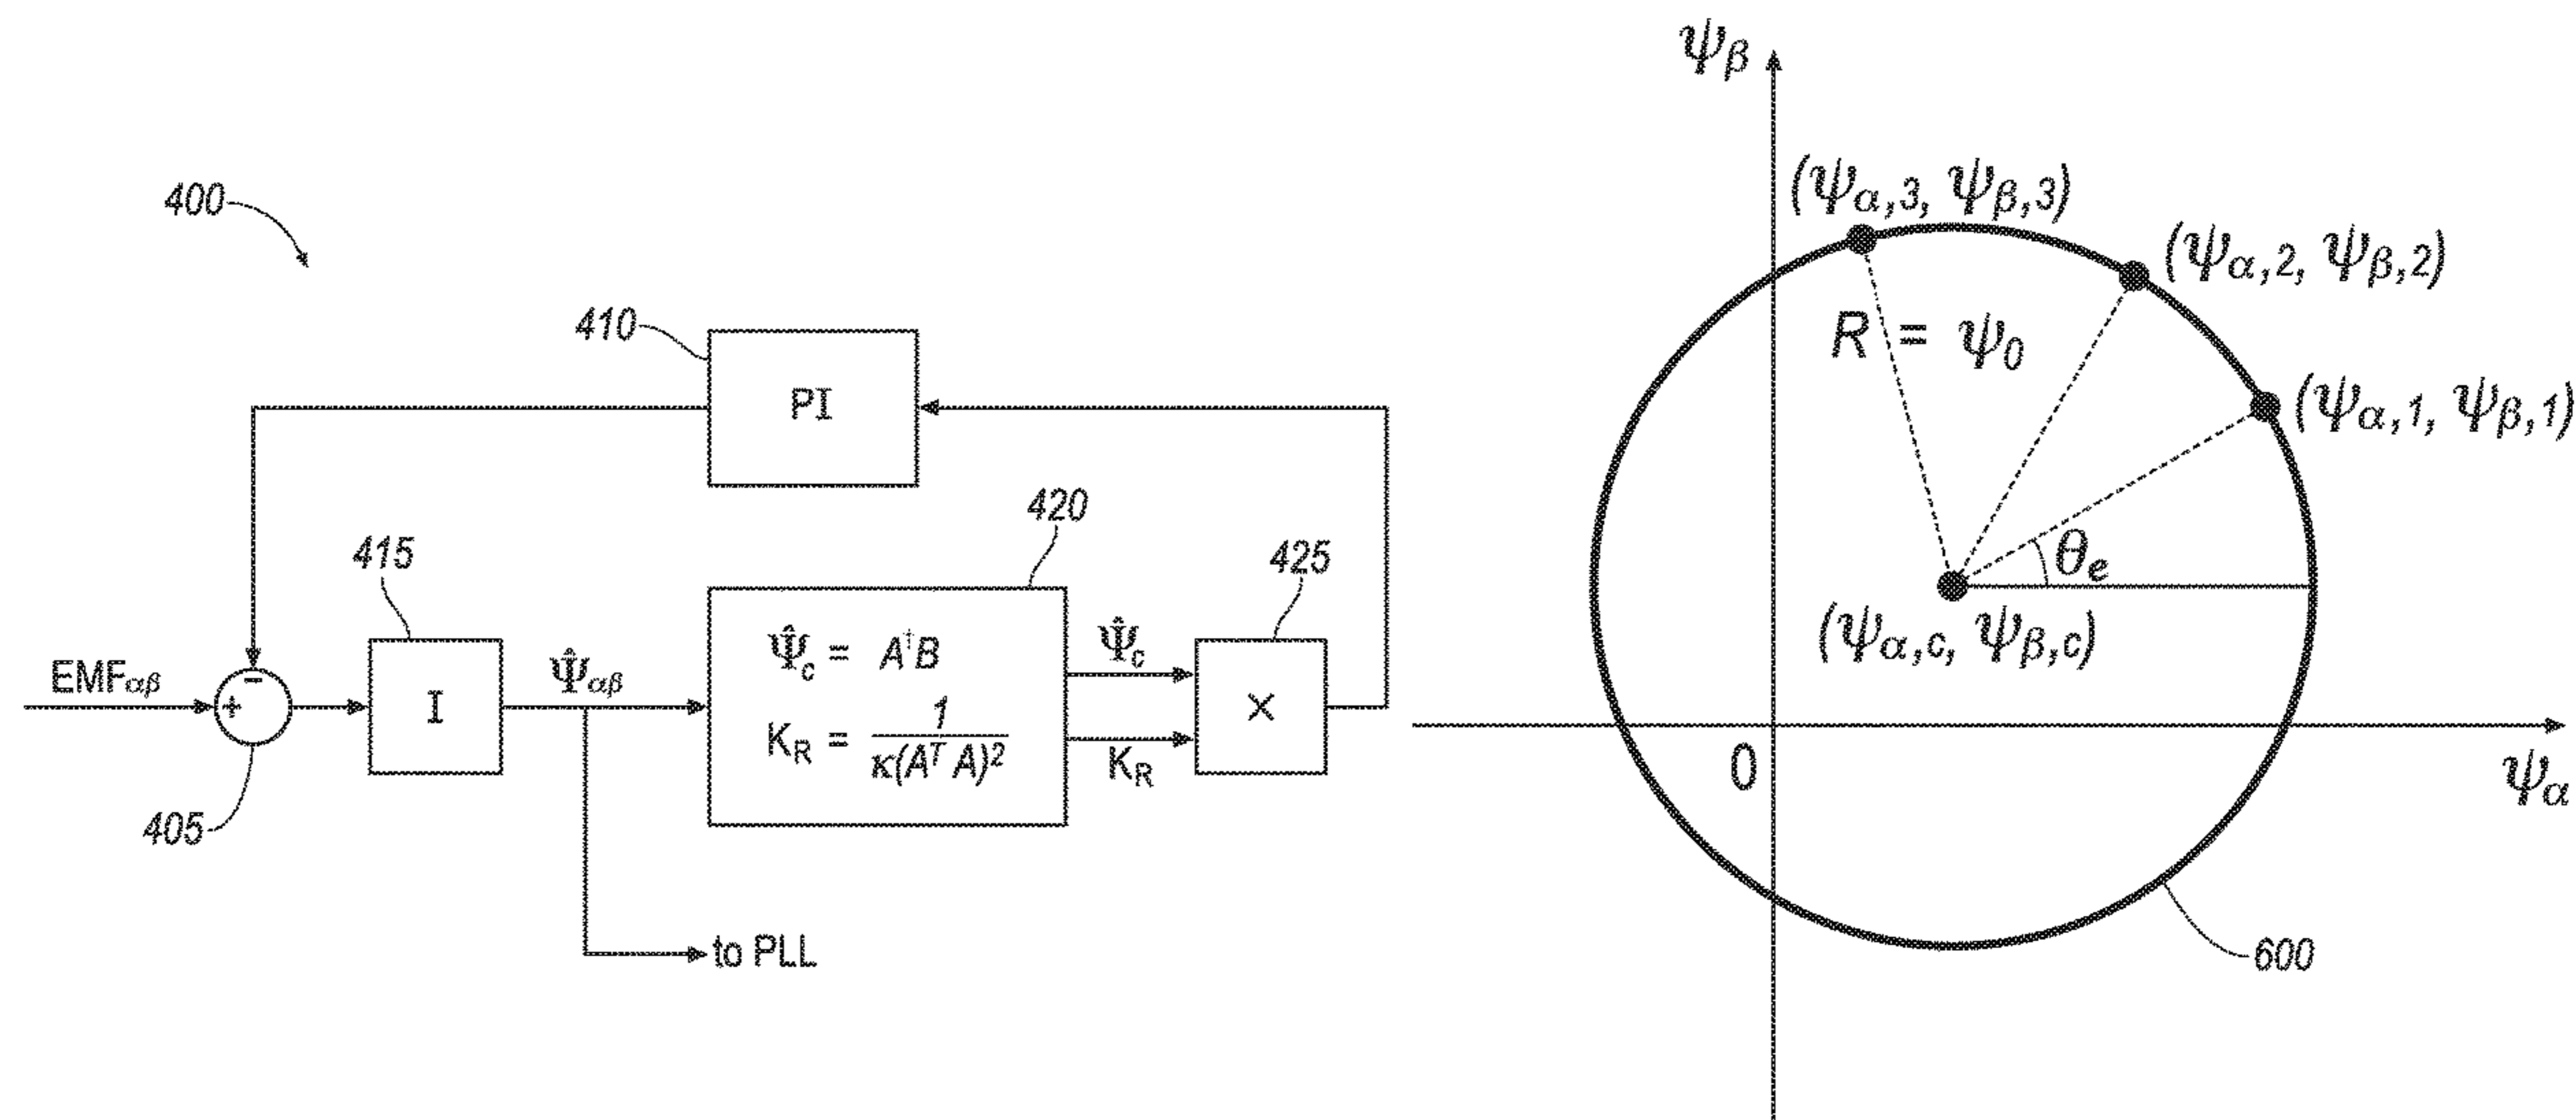 400
410
PI
420
415
425
EMFαβ
+
-
I
Ψ̂αβ
Ψ̂c = A†B
KR = 1 / κ(Aᵀ A)²
Ψ̂c
KR
×
405
to PLL
ψβ
(ψα,3, ψβ,3)
(ψα,2, ψβ,2)
R = ψ0
(ψα,1, ψβ,1)
θe
(ψα,c, ψβ,c)
0
ψα
600